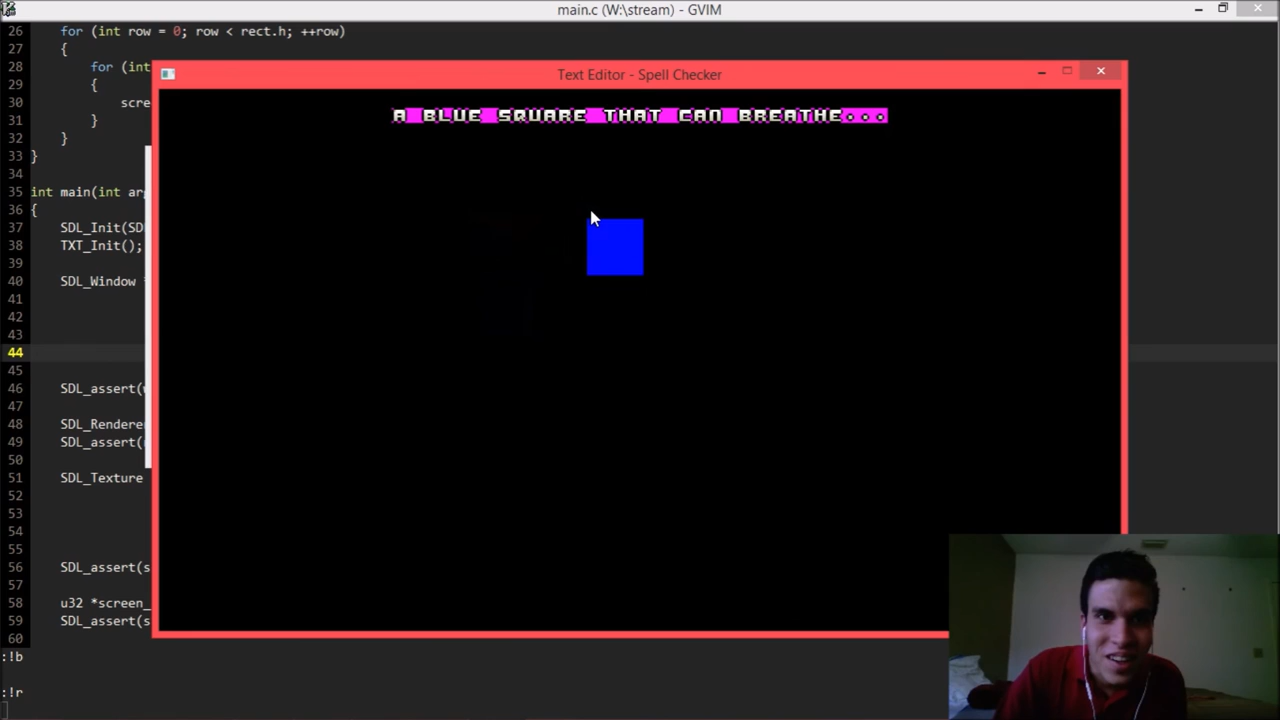 main.c (W:\stream) - GVIM
26 for (int row = 0; row < rect.h; ++row)
27 {
28 for (int
29 {
30 scre
31 }
32 }
33 }
34
35 int main(int ar
36 {
37 SDL_Init(SD
38 TXT_Init();
39
40 SDL_Window
41
42
43
44
45
46 SDL_assert(
47
48 SDL_Rendere
49 SDL_assert(
50
51 SDL_Texture
52
53
54
55
56 SDL_assert(s
57
58 u32 *screen_
59 SDL_assert(s
60
:!b
:!r
Text Editor - Spell Checker
A BLUE SQUARE THAT CAN BREATHE...